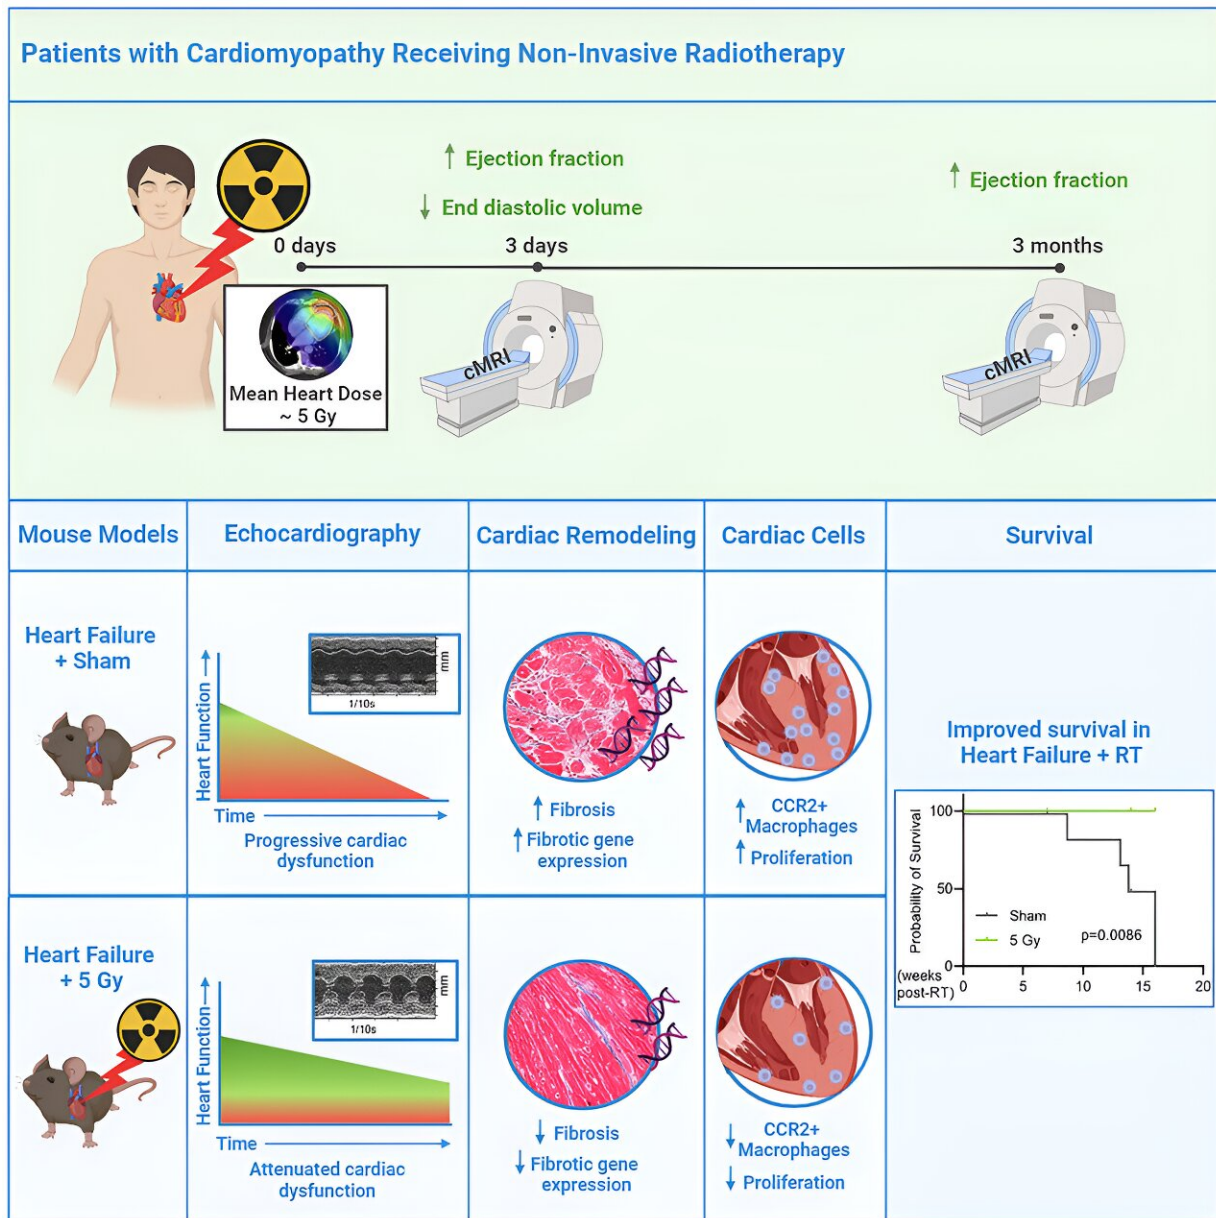 Patients with Cardiomyopathy Receiving Non-Invasive Radiotherapy
↑ Ejection fraction
↓ End diastolic volume
↑ Ejection fraction
0 days
3 days
3 months
Mean Heart Dose
~ 5 Gy
cMRI
cMRI
Mouse Models
Echocardiography
Cardiac Remodeling
Cardiac Cells
Survival
Heart Failure
+ Sham
Heart Function →
mm
1/10s
Time →
Progressive cardiac
dysfunction
↑ Fibrosis
↑ Fibrotic gene
expression
↑ CCR2+
Macrophages
↑ Proliferation
Improved survival in
Heart Failure + RT
Probability of Survival
100
50
0
Sham
5 Gy
p=0.0086
(weeks
post-RT)
0 5 10 15 20
Heart Failure
+ 5 Gy
Heart Function →
mm
1/10s
Time →
Attenuated cardiac
dysfunction
↓ Fibrosis
↓ Fibrotic gene
expression
↓ CCR2+
Macrophages
↓ Proliferation